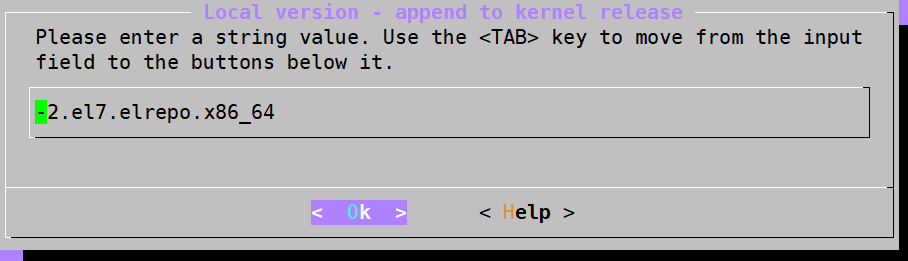 Local version - append to kernel release
Please enter a string value. Use the <TAB> key to move from the input
field to the buttons below it.
-2.el7.elrepo.x86_64
<  Ok  > < Help >